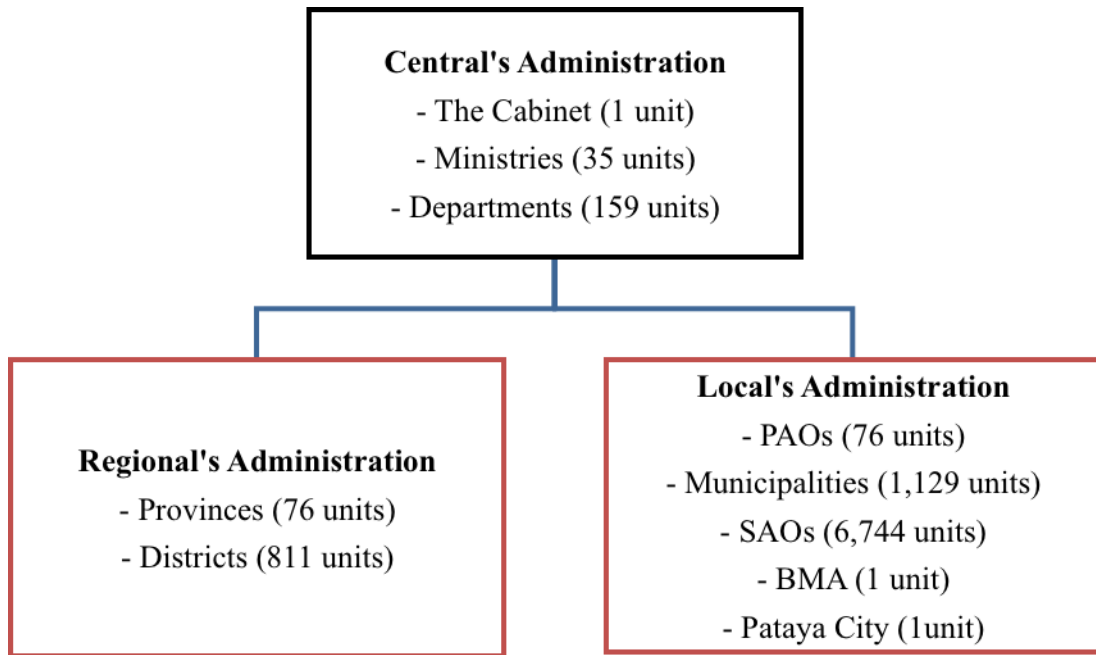 Central's Administration
- The Cabinet (1 unit)
- Ministries (35 units)
- Departments (159 units)
Regional's Administration
- Provinces (76 units)
- Districts (811 units)
Local's Administration
- PAOs (76 units)
- Municipalities (1,129 units)
- SAOs (6,744 units)
- BMA (1 unit)
- Pataya City (1unit)